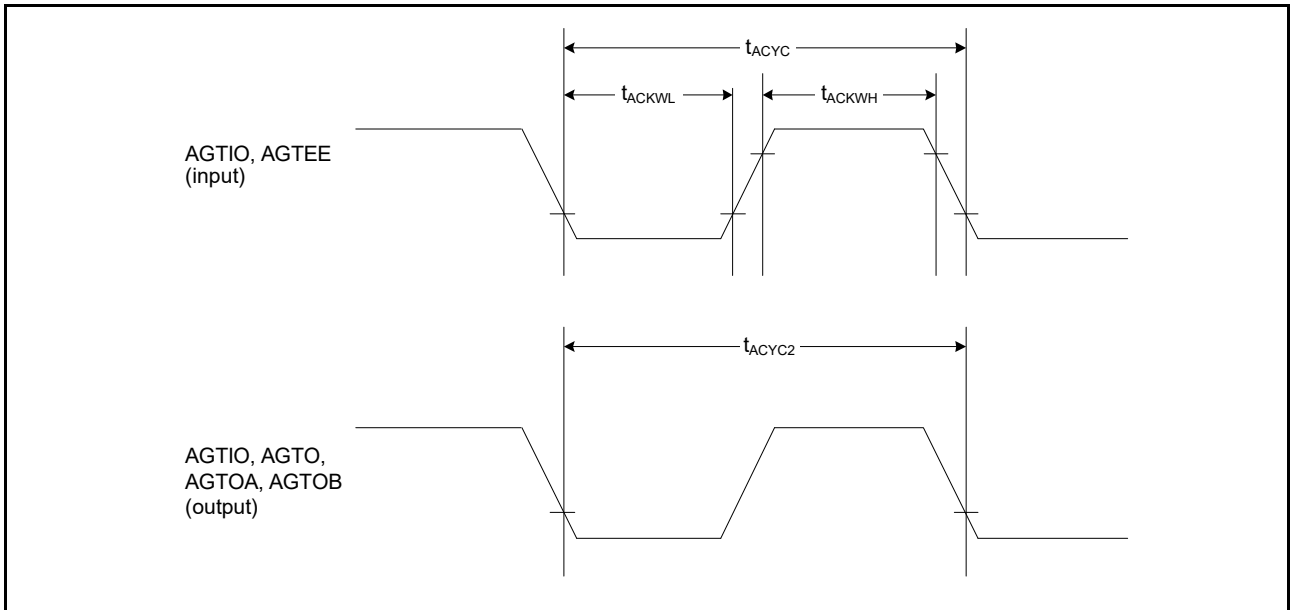 tACYC
tACKWL
tACKWH
AGTIO, AGTEE
(input)
tACYC2
AGTIO, AGTO,
AGTOA, AGTOB
(output)